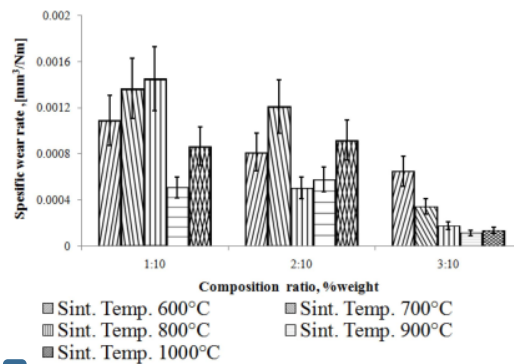 0.002
0.0016
0.0012
0.0008
0.0004
0
Spesific wear rate ,[mm³/Nm]
1:10 2:10 3:10
Composition ratio, %weight
Sint. Temp. 600°C Sint. Temp. 700°C
Sint. Temp. 800°C Sint. Temp. 900°C
Sint. Temp. 1000°C